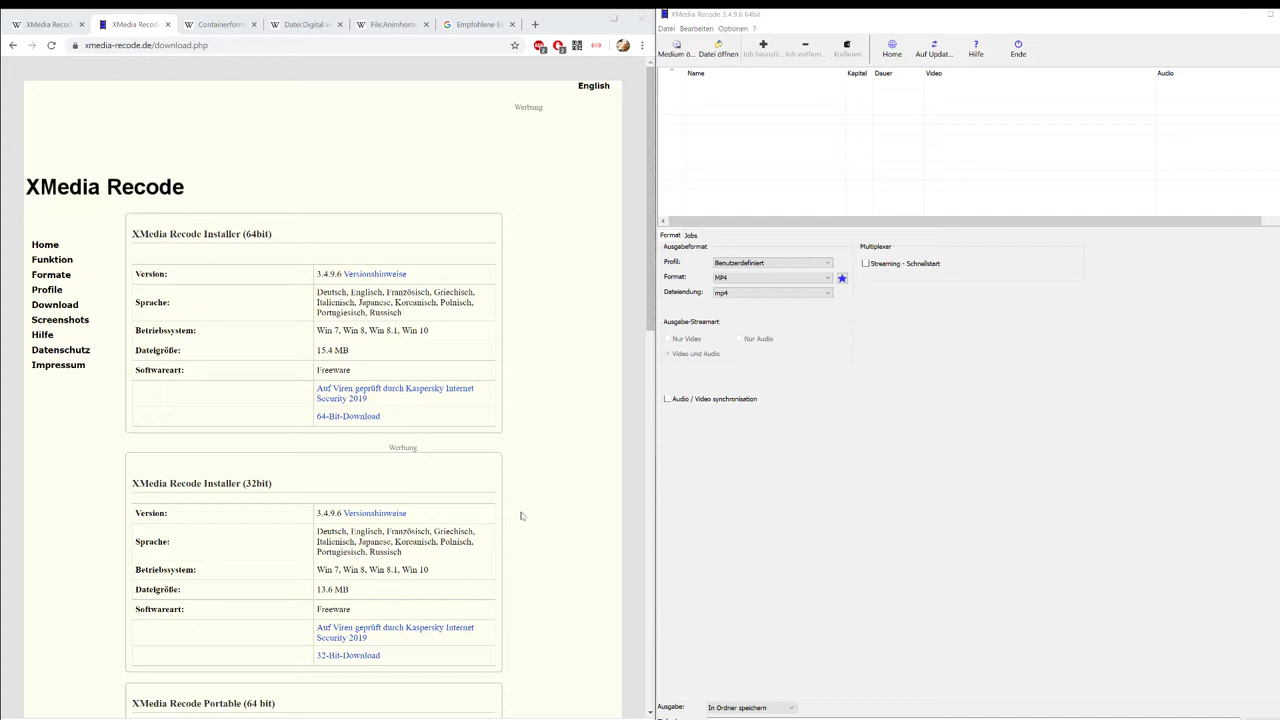 XMedia Recode
XMedia Recode
Containerform
Datei:Digital v
File:Animhorse
Empfohlene Ei
xmedia-recode.de/download.php
English
Werbung
XMedia Recode
Home
Funktion
Formate
Profile
Download
Screenshots
Hilfe
Datenschutz
Impressum
XMedia Recode Installer (64bit)
Version: 3.4.9.6 Versionshinweise
Sprache: Deutsch, Englisch, Französisch, Griechisch,
Italienisch, Japanese, Koreanisch, Polnisch,
Portugiesisch, Russisch
Betriebssystem: Win 7, Win 8, Win 8.1, Win 10
Dateigröße: 15.4 MB
Softwareart: Freeware
Auf Viren geprüft durch Kaspersky Internet
Security 2019
64-Bit-Download
Werbung
XMedia Recode Installer (32bit)
Version: 3.4.9.6 Versionshinweise
Sprache: Deutsch, Englisch, Französisch, Griechisch,
Italienisch, Japanese, Koreanisch, Polnisch,
Portugiesisch, Russisch
Betriebssystem: Win 7, Win 8, Win 8.1, Win 10
Dateigröße: 13.6 MB
Softwareart: Freeware
Auf Viren geprüft durch Kaspersky Internet
Security 2019
32-Bit-Download
XMedia Recode Portable (64 bit)
XMedia Recode 3.4.9.6 64bit
Datei Bearbeiten Optionen ?
Medium ö... Datei öffnen Job hinzufü... Job entfern... Kodieren Home Auf Updat... Hilfe Ende
Name Kapitel Dauer Video Audio
Format Jobs
Ausgabeformat
Profil: Benutzerdefiniert
Format: MP4
Dateiendung: mp4
Multiplexer
Streaming - Schnellstart
Ausgabe-Streamart
Nur Video Nur Audio
Video und Audio
Audio / Video synchronisation
Ausgabe: In Ordner speichern